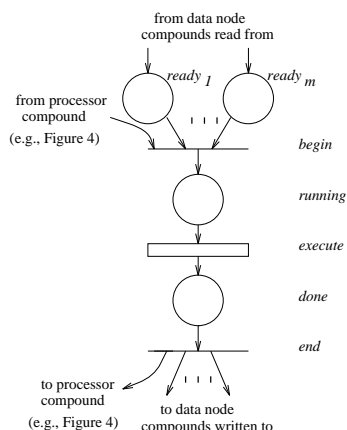 from data node
compounds read from
ready 1
ready m
from processor
compound
(e.g., Figure 4)
begin
running
execute
done
end
to processor
compound
(e.g., Figure 4)
to data node
compounds written to